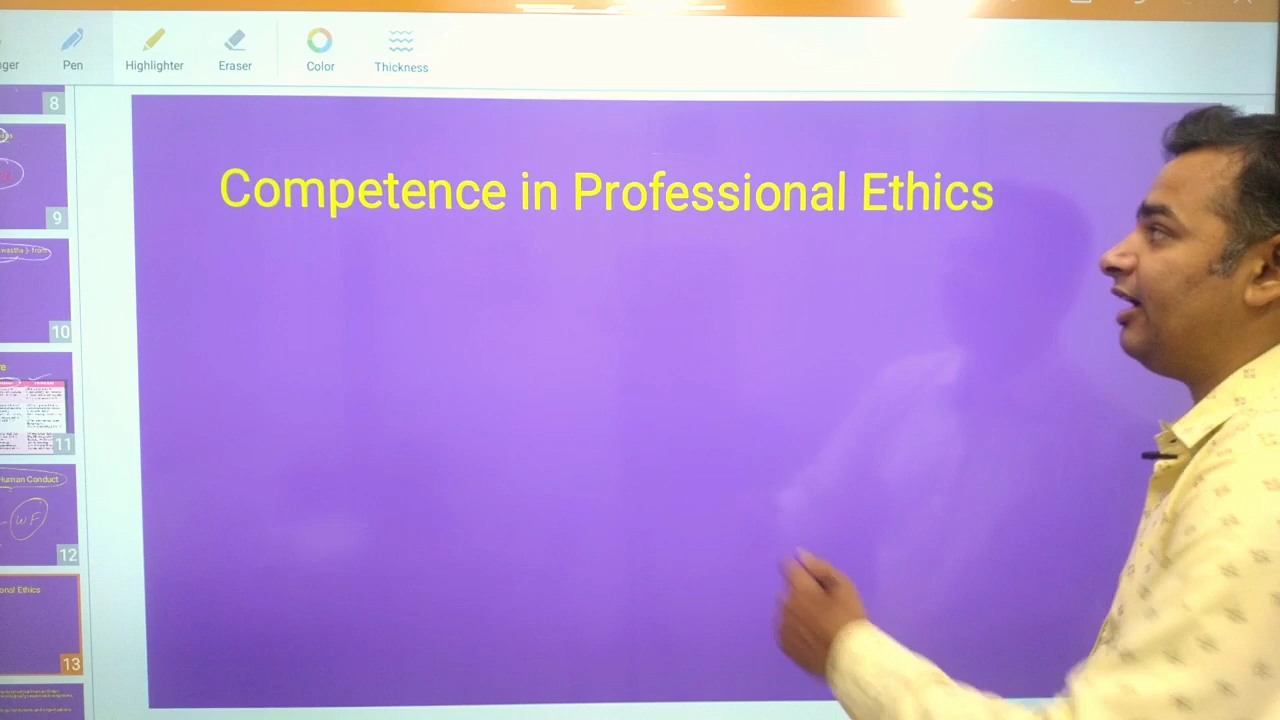 Pen
Highlighter
Eraser
Color
Thickness
8
9
10
11
Human Conduct
WF
12
onal Ethics
13
Competence in Professional Ethics